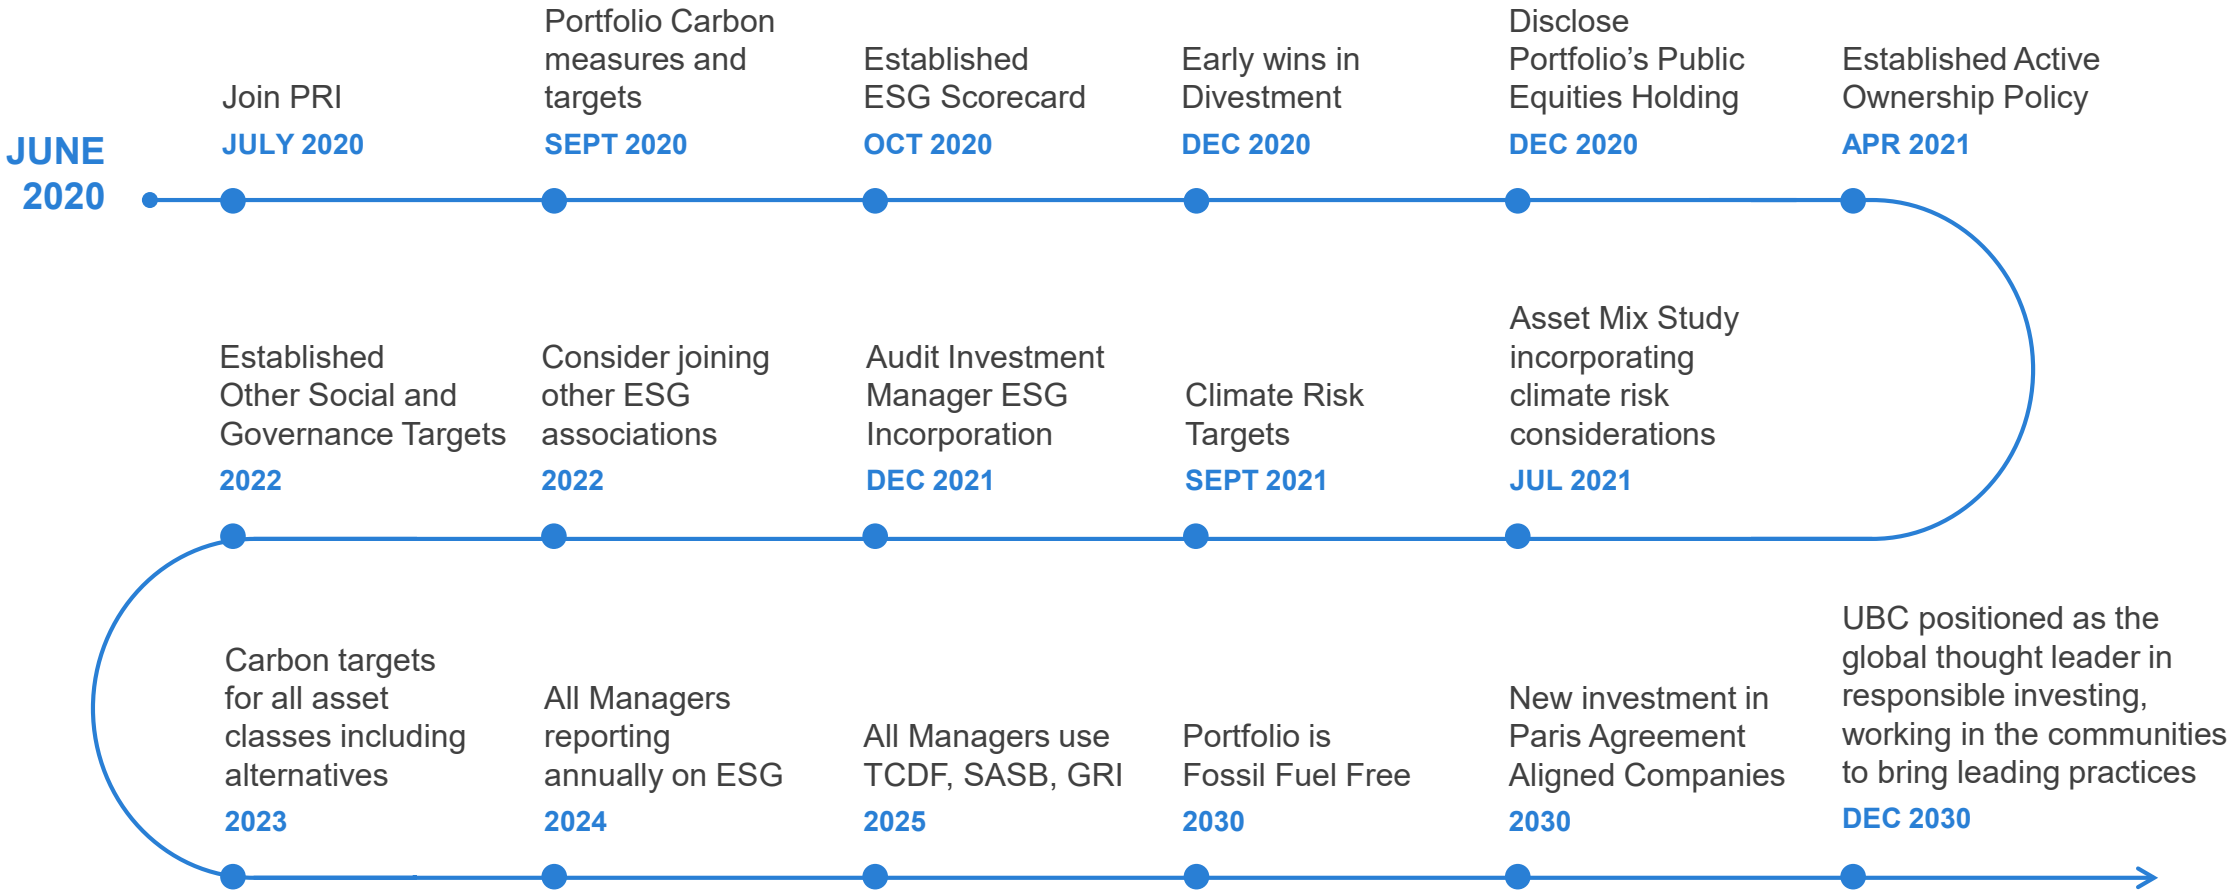 JUNE
2020
Join PRI
JULY 2020
Portfolio Carbon
measures and
targets
SEPT 2020
Established
ESG Scorecard
OCT 2020
Early wins in
Divestment
DEC 2020
Disclose
Portfolio’s Public
Equities Holding
DEC 2020
Established Active
Ownership Policy
APR 2021
Asset Mix Study
incorporating
climate risk
considerations
JUL 2021
Climate Risk
Targets
SEPT 2021
Audit Investment
Manager ESG
Incorporation
DEC 2021
Consider joining
other ESG
associations
2022
Established
Other Social and
Governance Targets
2022
Carbon targets
for all asset
classes including
alternatives
2023
All Managers
reporting
annually on ESG
2024
All Managers use
TCDF, SASB, GRI
2025
Portfolio is
Fossil Fuel Free
2030
New investment in
Paris Agreement
Aligned Companies
2030
UBC positioned as the
global thought leader in
responsible investing,
working in the communities
to bring leading practices
DEC 2030